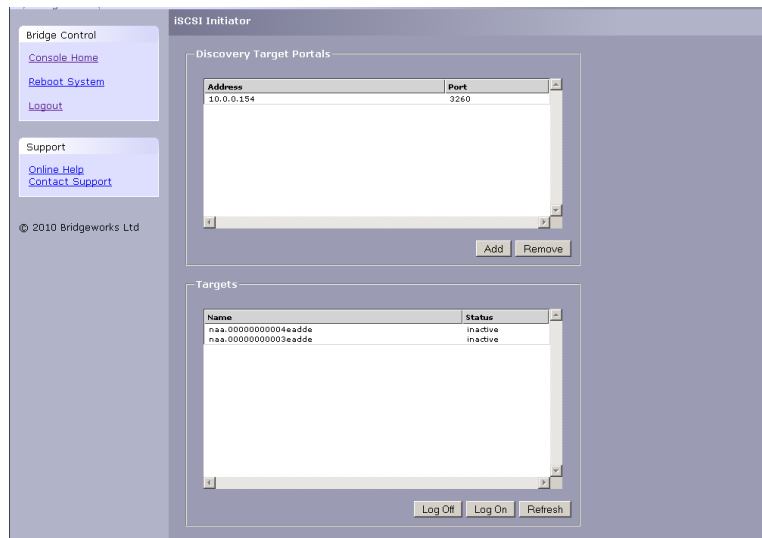 iSCSI Initiator
Bridge Control
Console Home
Reboot System
Logout
Support
Online Help
Contact Support
© 2010 Bridgeworks Ltd
Discovery Target Portals
Address Port
10.0.0.154 3260
Add Remove
Targets
Name Status
naa.00000000004eadde inactive
naa.00000000003eadde inactive
Log Off Log On Refresh